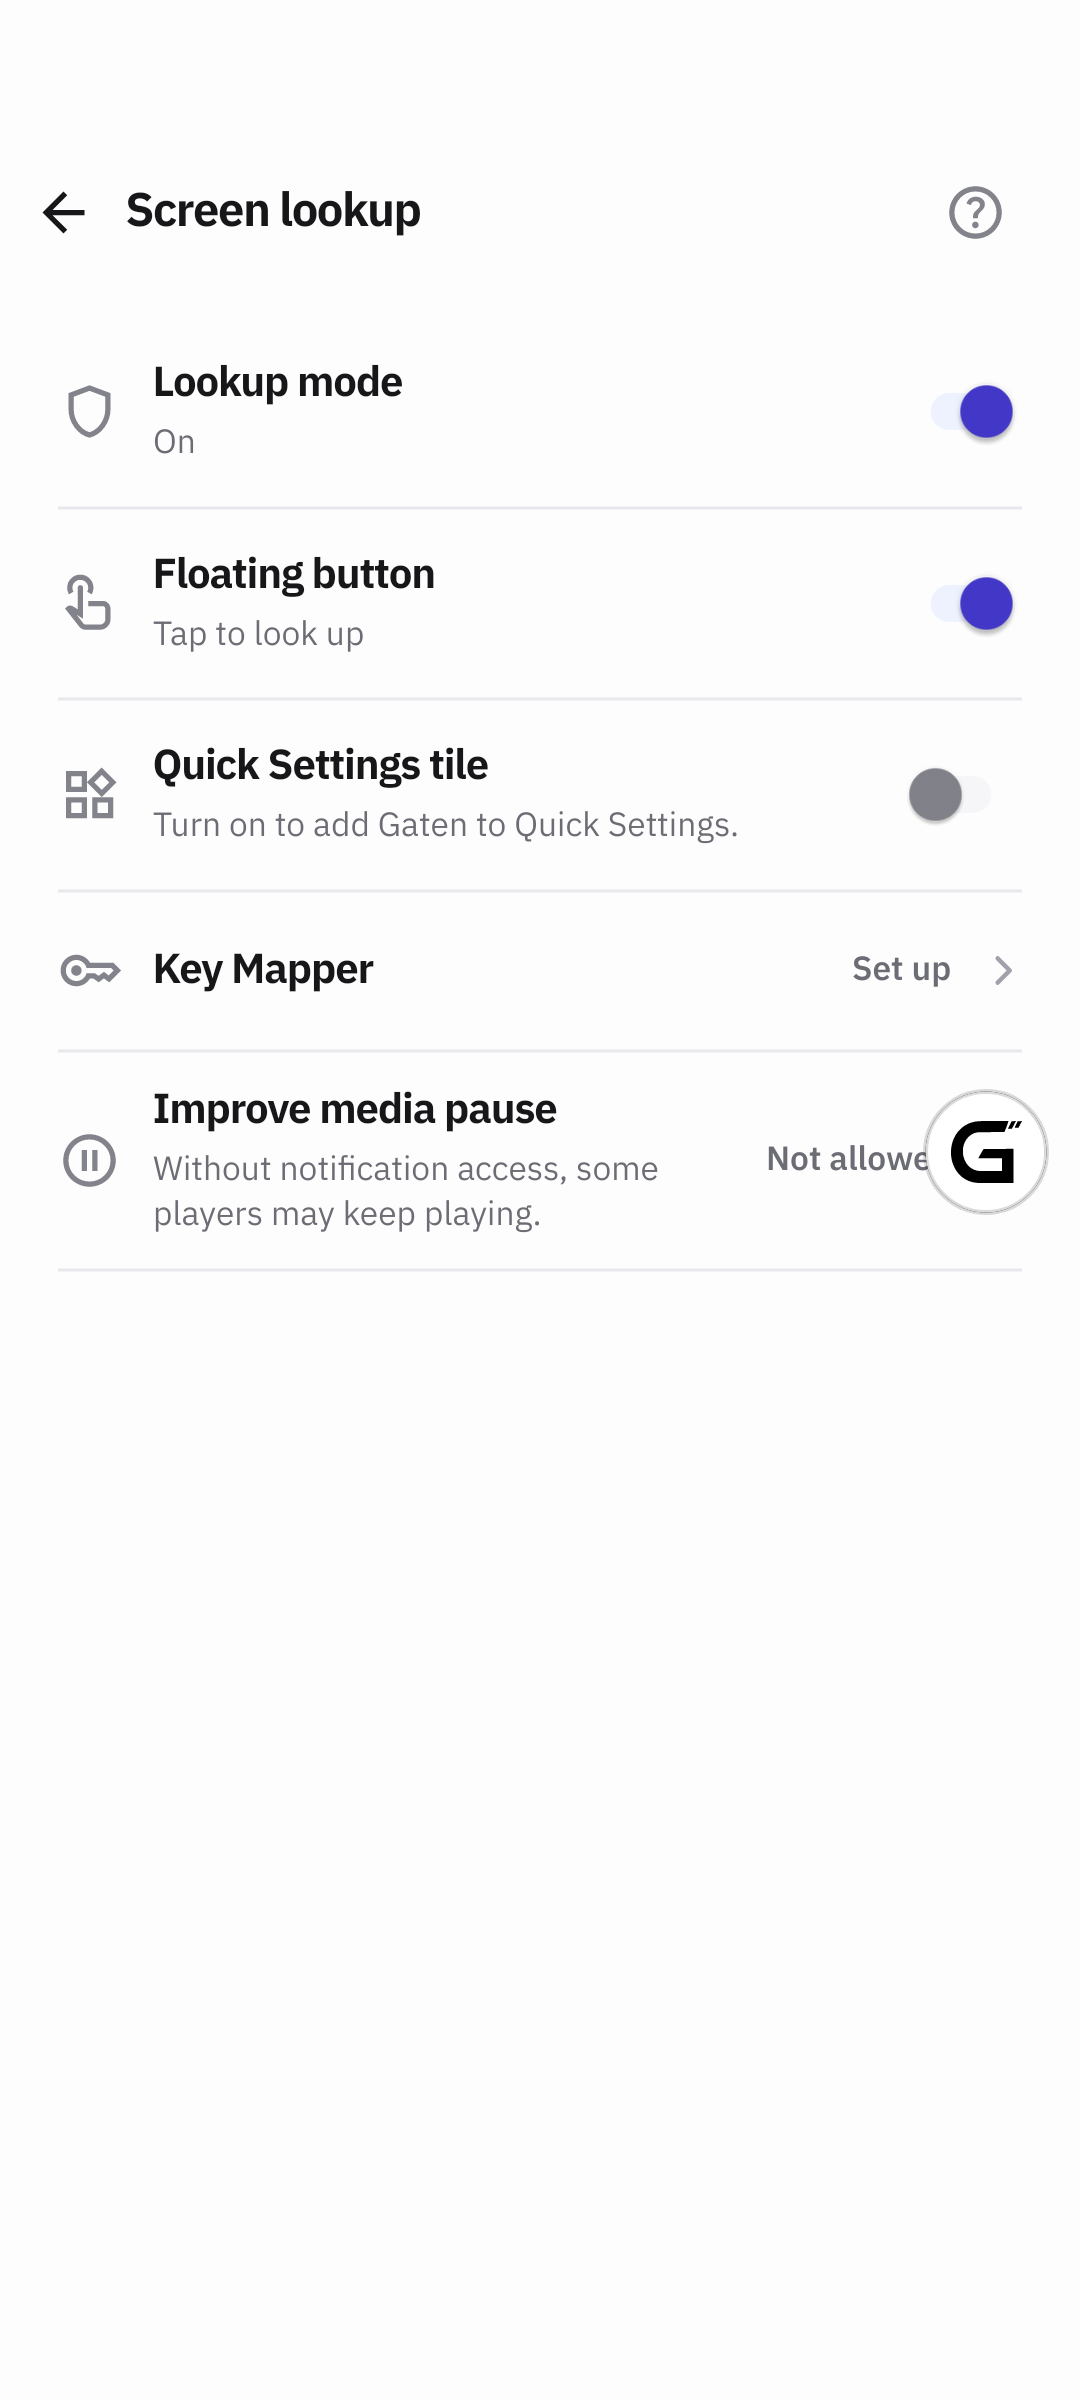 Screen lookup
Lookup mode
On
Floating button
Tap to look up
Quick Settings tile
Turn on to add Gaten to Quick Settings.
Key Mapper
Set up
Improve media pause
Without notification access, some
players may keep playing.
Not allowe
G